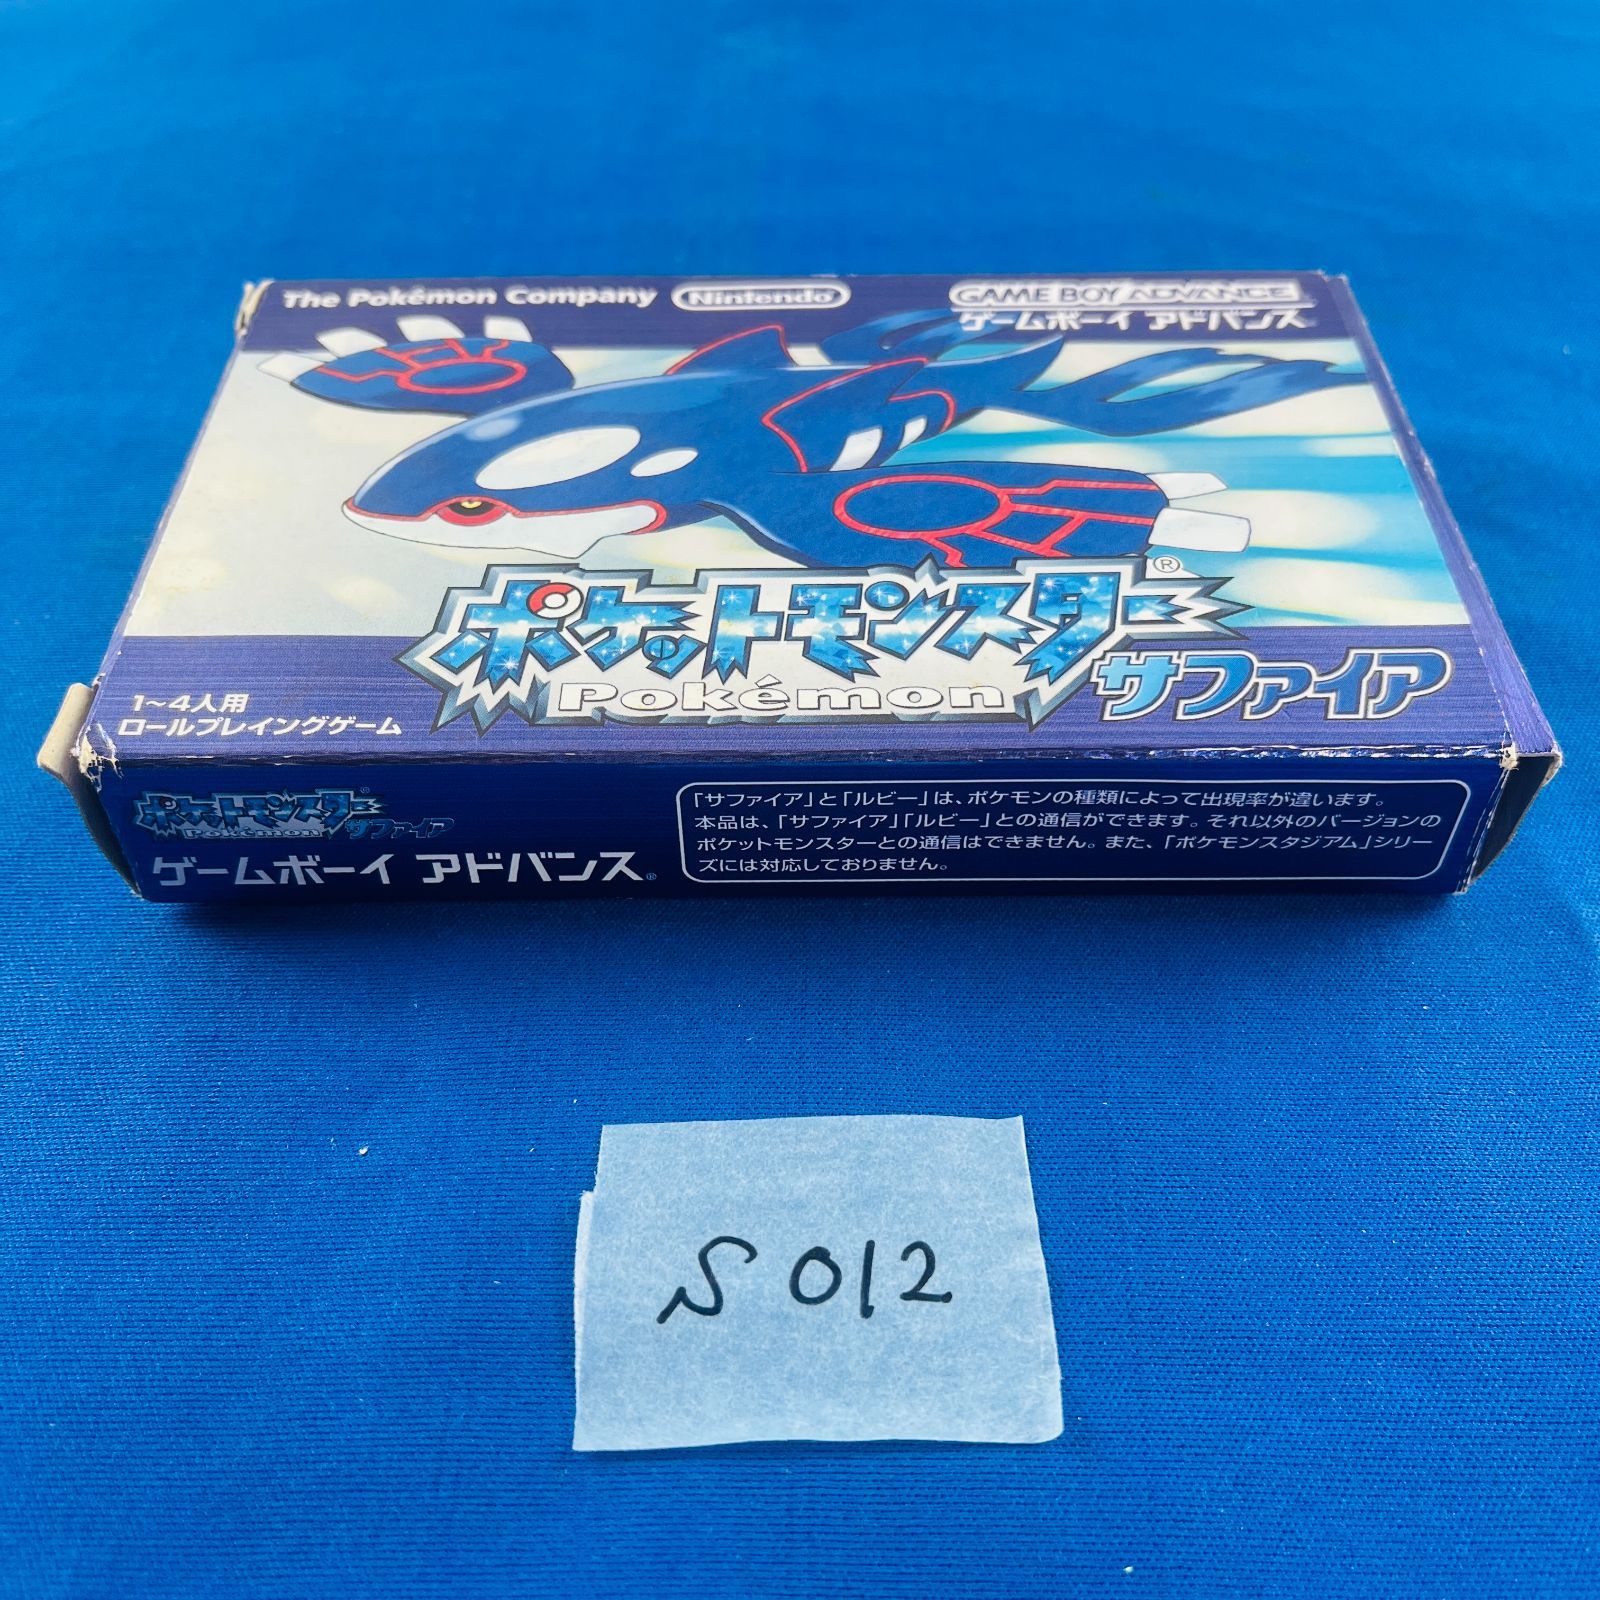 The Pokémon Company Nintendo GAME BOY ADVANCE
ゲームボーイ アドバンス
ポケットモンスター®
Pokémon サファイア
1~4人用
ロールプレイングゲーム
ポケットモンスター®
Pokémon サファイア
ゲームボーイ アドバンス®
「サファイア」と「ルビー」は、ポケモンの種類によって出現率が違います。
本品は、「サファイア」「ルビー」との通信ができます。それ以外のバージョンの
ポケットモンスターとの通信はできません。また、「ポケモンスタジアム」シリー
ズには対応しておりません。
S 012